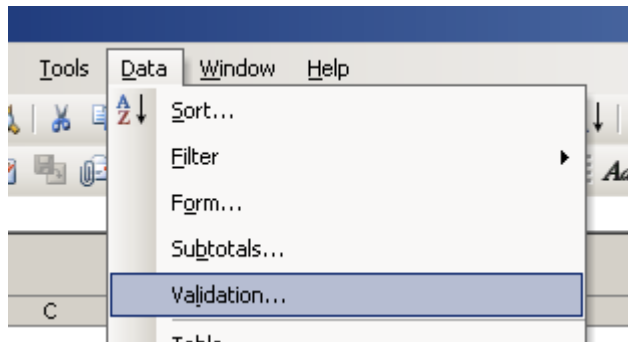 Tools Data Window Help
Sort...
Filter
Form...
Subtotals...
Validation...
C